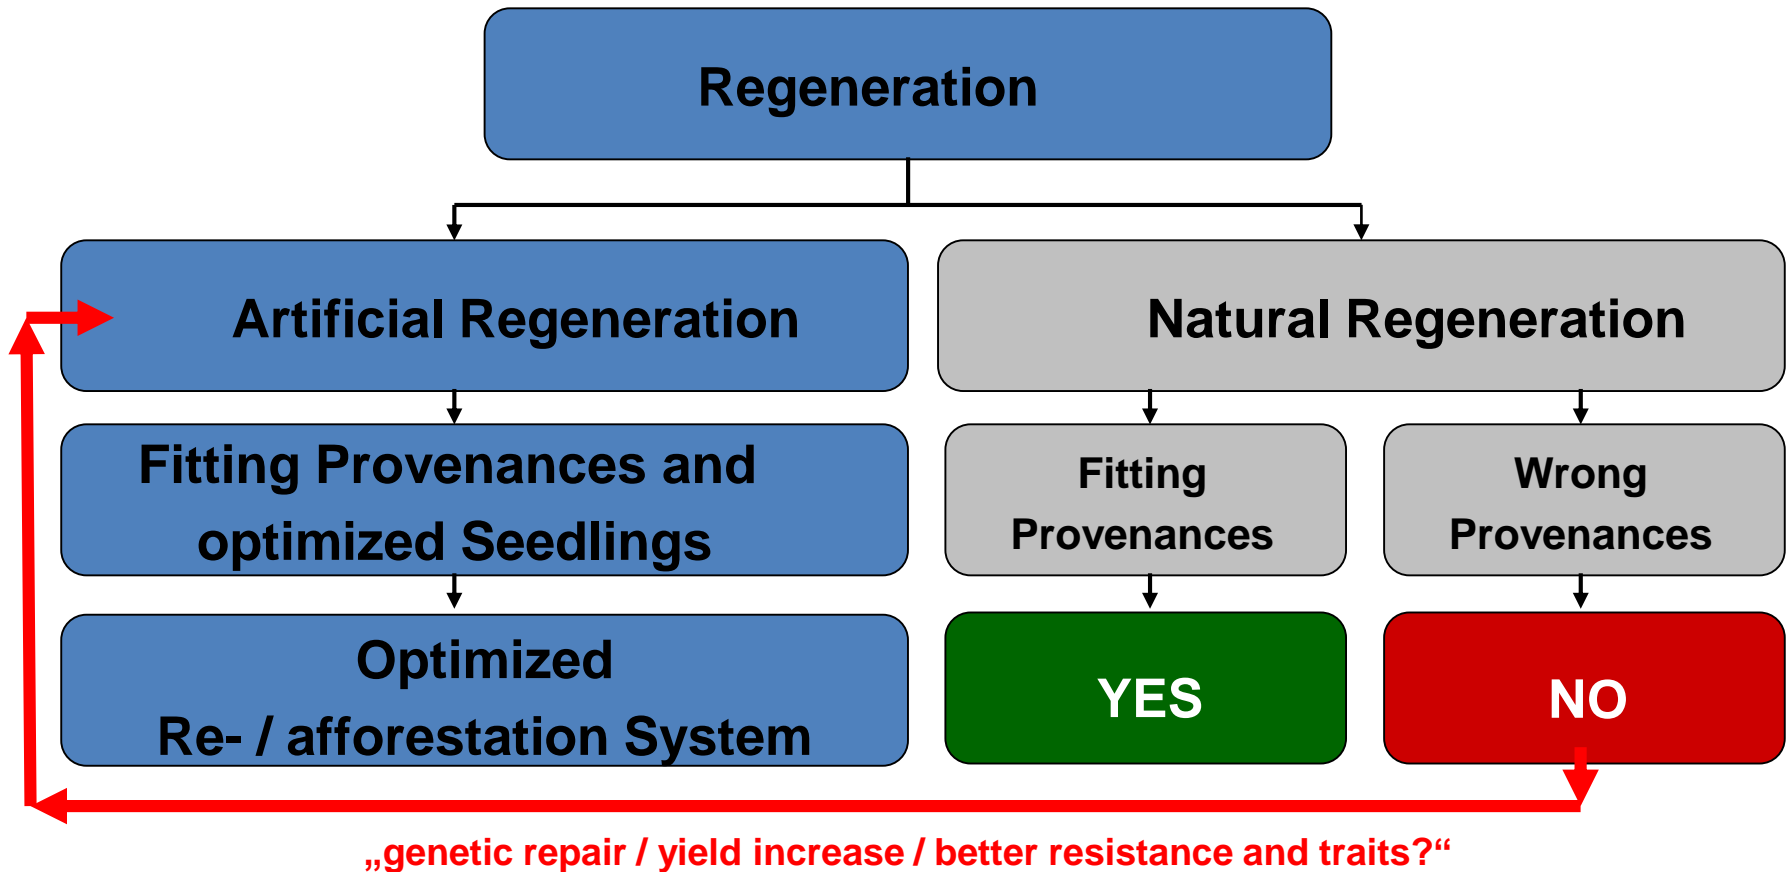 Regeneration
Artificial Regeneration
Natural Regeneration
Fitting Provenances and
optimized Seedlings
Fitting
Provenances
Wrong
Provenances
Optimized
Re- / afforestation System
YES
NO
„genetic repair / yield increase / better resistance and traits?“